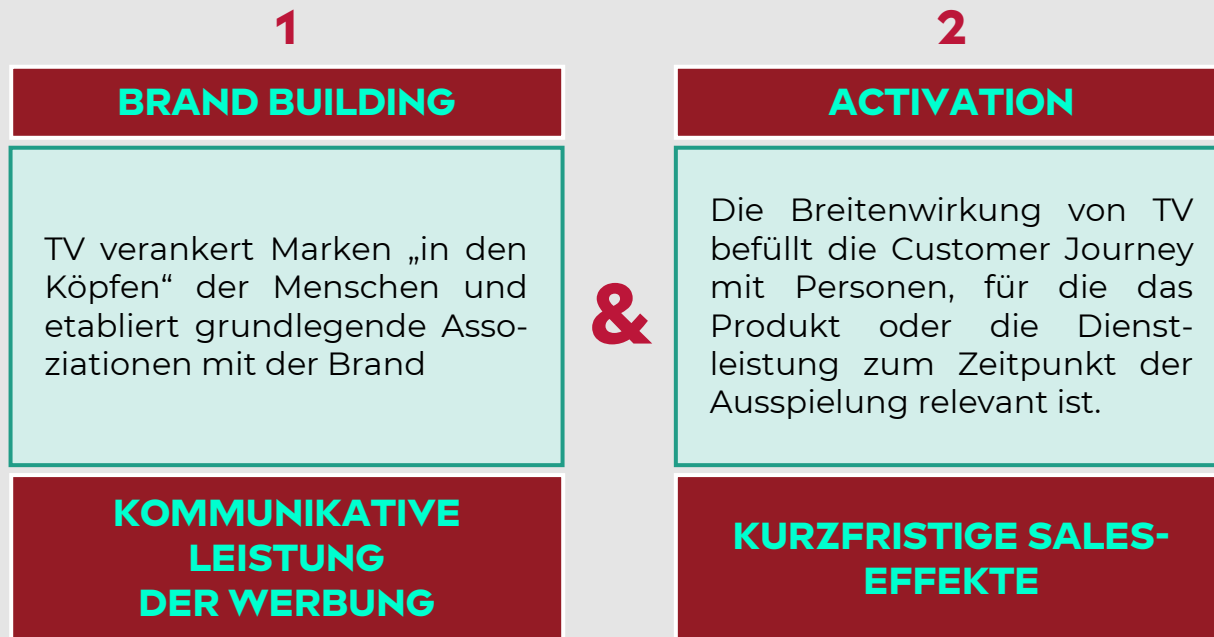 1
BRAND BUILDING
TV verankert Marken „in den
Köpfen“ der Menschen und
etabliert grundlegende Asso-
ziationen mit der Brand
KOMMUNIKATIVE
LEISTUNG
DER WERBUNG
&
2
ACTIVATION
Die Breitenwirkung von TV
befüllt die Customer Journey
mit Personen, für die das
Produkt oder die Dienst-
leistung zum Zeitpunkt der
Ausspielung relevant ist.
KURZFRISTIGE SALES-
EFFEKTE